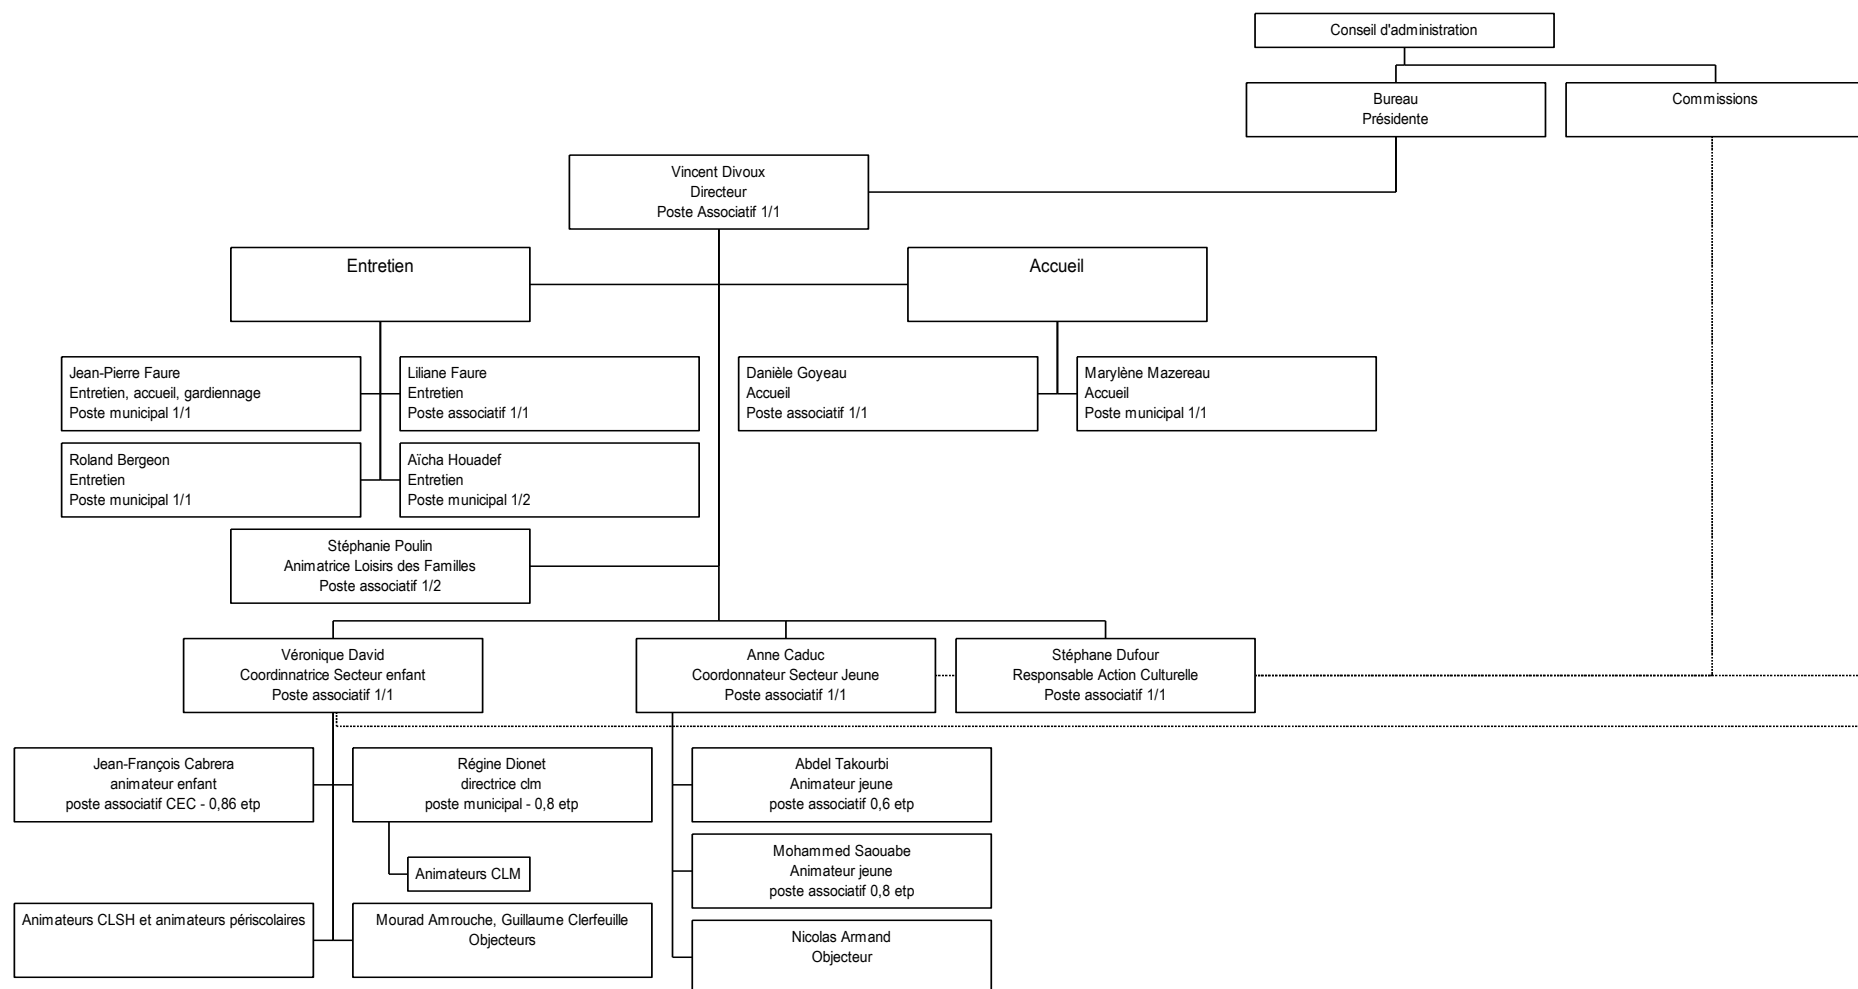 Conseil d'administration
Bureau
Présidente
Commissions
Vincent Divoux
Directeur
Poste Associatif 1/1
Entretien
Accueil
Jean-Pierre Faure
Entretien, accueil, gardiennage
Poste municipal 1/1
Liliane Faure
Entretien
Poste associatif 1/1
Danièle Goyeau
Accueil
Poste associatif 1/1
Marylène Mazereau
Accueil
Poste municipal 1/1
Roland Bergeon
Entretien
Poste municipal 1/1
Aïcha Houadef
Entretien
Poste municipal 1/2
Stéphanie Poulin
Animatrice Loisirs des Familles
Poste associatif 1/2
Véronique David
Coordinnatrice Secteur enfant
Poste associatif 1/1
Anne Caduc
Coordonnateur Secteur Jeune
Poste associatif 1/1
Stéphane Dufour
Responsable Action Culturelle
Poste associatif 1/1
Jean-François Cabrera
animateur enfant
poste associatif CEC - 0,86 etp
Régine Dionet
directrice clm
poste municipal - 0,8 etp
Abdel Takourbi
Animateur jeune
poste associatif 0,6 etp
Animateurs CLM
Mohammed Saouabe
Animateur jeune
poste associatif 0,8 etp
Animateurs CLSH et animateurs périscolaires
Mourad Amrouche, Guillaume Clerfeuille
Objecteurs
Nicolas Armand
Objecteur